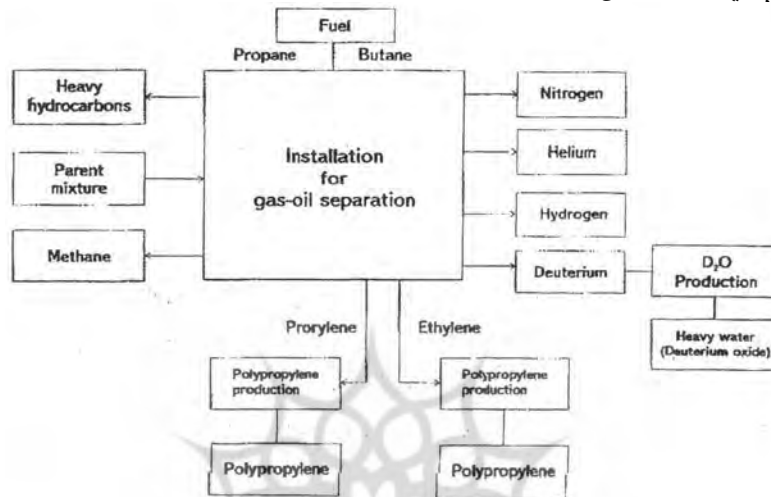 Fuel
Propane
Butane
Heavy
hydrocarbons
Parent
mixture
Methane
Installation
for
gas-oil separation
Nitrogen
Helium
Hydrogen
Deuterium
D₂O
Production
Heavy water
(Deuterium oxide)
Prorylene
Ethylene
Polypropylene
production
Polypropylene
production
Polypropylene
Polypropylene